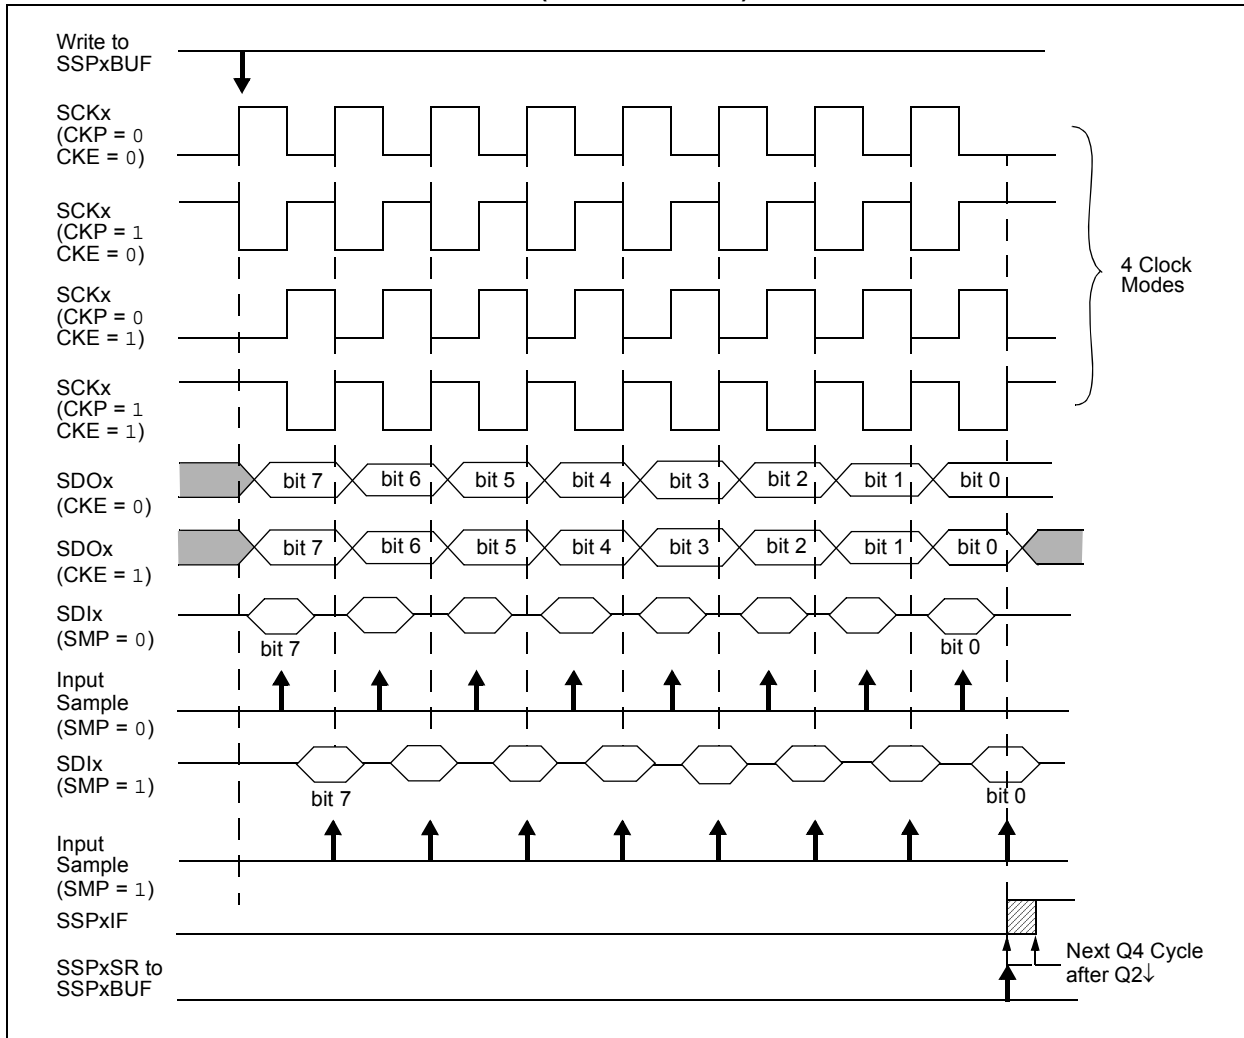 Write to
SSPxBUF
SCKx
(CKP = 0
CKE = 0)
SCKx
(CKP = 1
CKE = 0)
SCKx
(CKP = 0
CKE = 1)
SCKx
(CKP = 1
CKE = 1)
4 Clock
Modes
SDOx
(CKE = 0)
bit 7 bit 6 bit 5 bit 4 bit 3 bit 2 bit 1 bit 0
SDOx
(CKE = 1)
bit 7 bit 6 bit 5 bit 4 bit 3 bit 2 bit 1 bit 0
SDIx
(SMP = 0)
bit 7 bit 0
Input
Sample
(SMP = 0)
SDIx
(SMP = 1)
bit 7 bit 0
Input
Sample
(SMP = 1)
SSPxIF
SSPxSR to
SSPxBUF
Next Q4 Cycle
after Q2↓